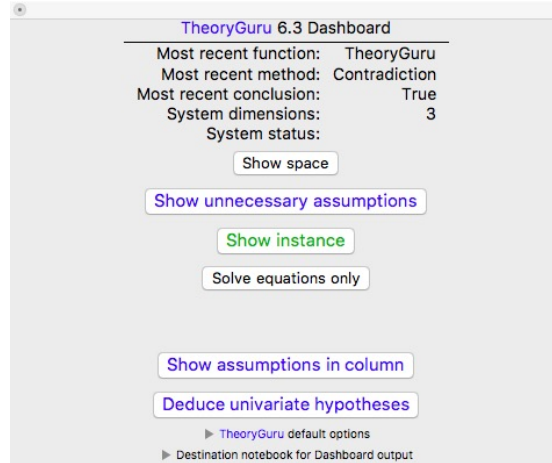 TheoryGuru 6.3 Dashboard
Most recent function: TheoryGuru
Most recent method: Contradiction
Most recent conclusion: True
System dimensions: 3
System status:
Show space
Show unnecessary assumptions
Show instance
Solve equations only
Show assumptions in column
Deduce univariate hypotheses
TheoryGuru default options
Destination notebook for Dashboard output